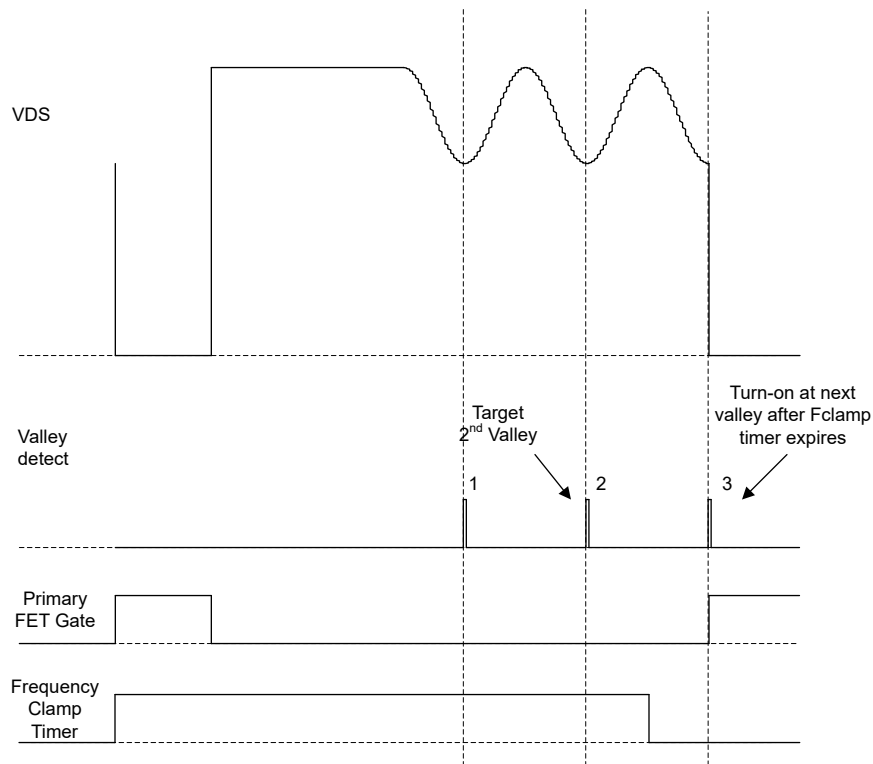 VDS
Turn-on at next
valley after Fclamp
timer expires
Target
2nd Valley
Valley
detect
1
2
3
Primary
FET Gate
Frequency
Clamp
Timer